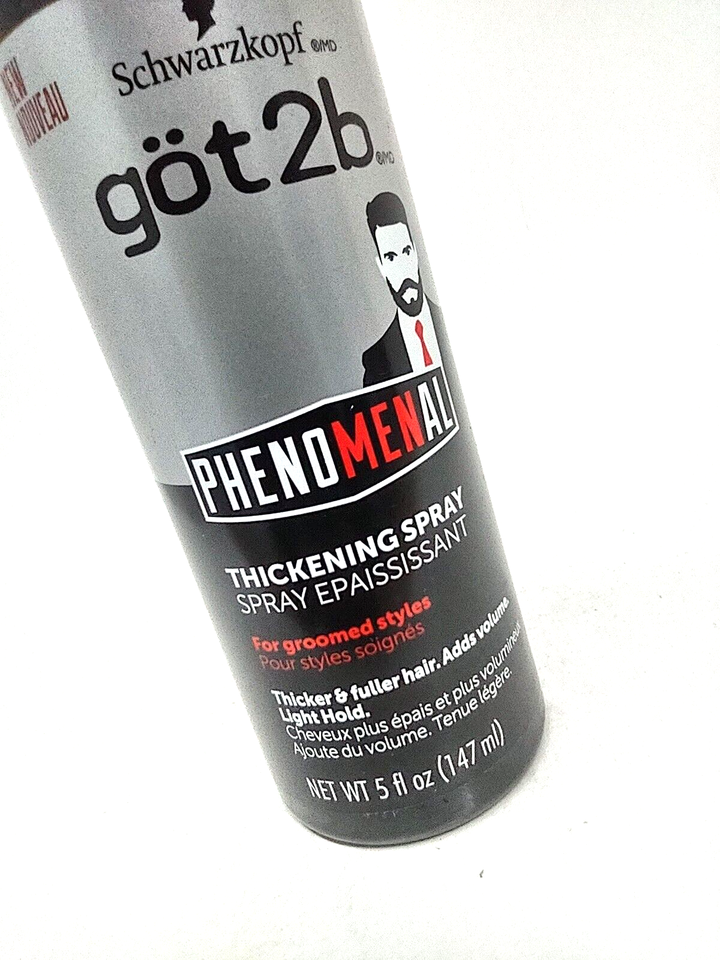 NEW
NOUVEAU
Schwarzkopf ®/MD
göt2b ®/MD
PHENOMENAL
THICKENING SPRAY
SPRAY EPAISSISSANT
For groomed styles
Pour styles soignés
Thicker & fuller hair. Adds volume.
Light Hold.
Cheveux plus épais et plus volumineux
Ajoute du volume. Tenue légère.
NET WT 5 fl oz (147 ml)